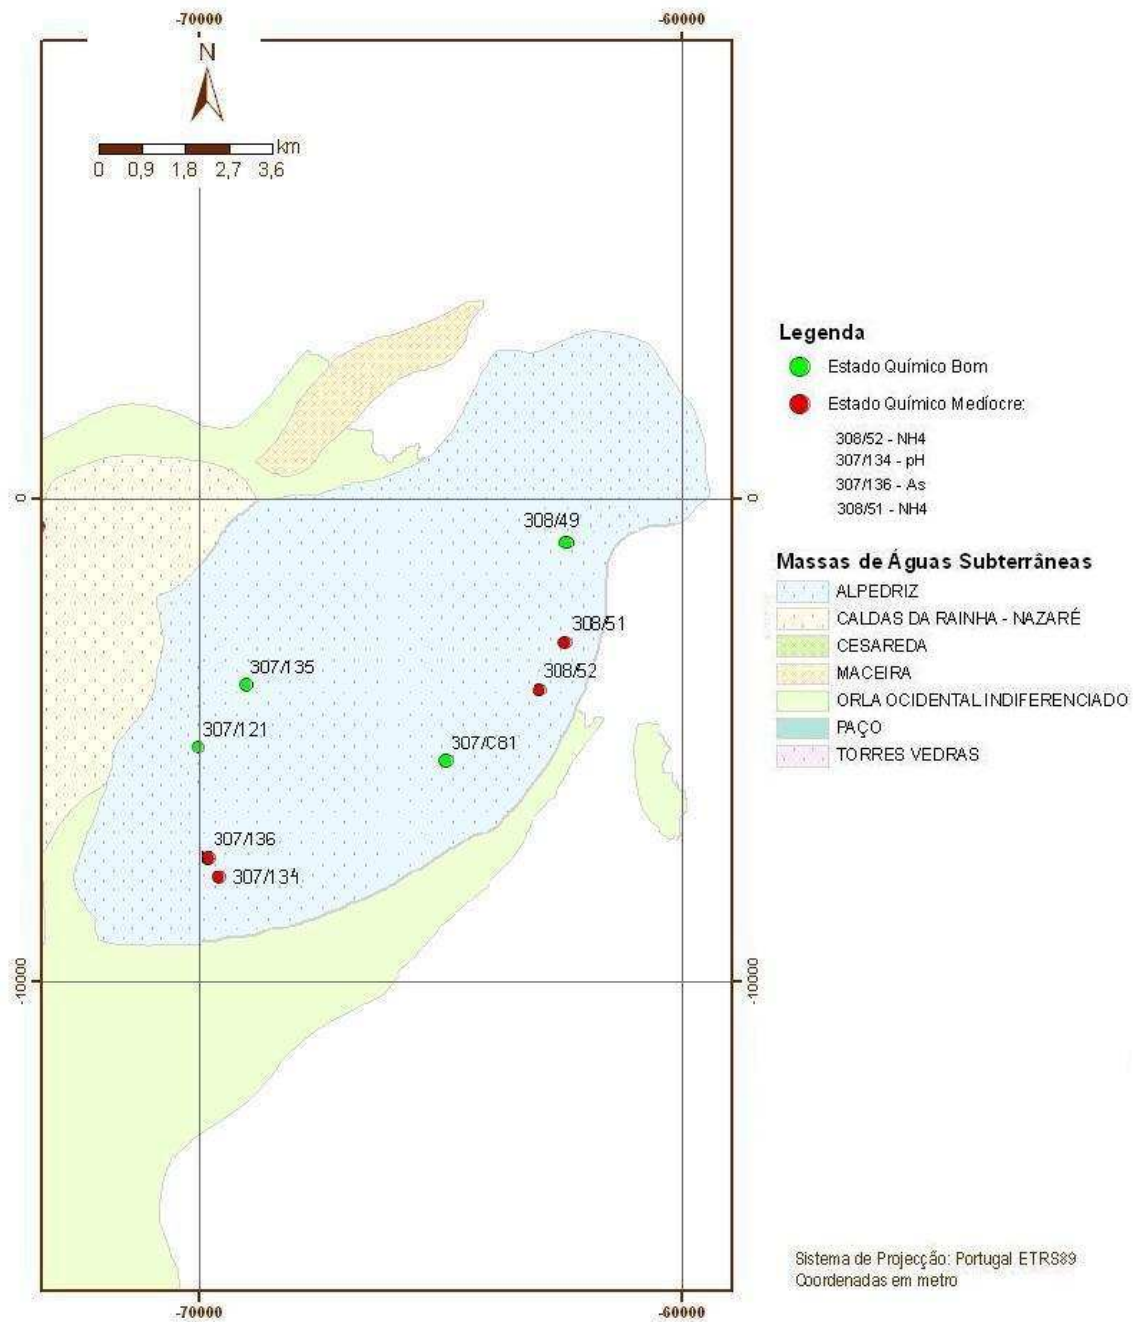 -70000 -60000
N
km
0 0,9 1,8 2,7 3,6
Legenda
Estado Químico Bom
Estado Químico Medíocre:
308/52 - NH4
307/134 - pH
307/136 - As
308/51 - NH4
0 0
308/49
308/51
308/52
307/135
307/121
307/C81
307/136
307/134
Massas de Águas Subterrâneas
ALPEDRIZ
CALDAS DA RAINHA - NAZARÉ
CESAREDA
MACEIRA
ORLA OCIDENTAL INDIFERENCIADO
PAÇO
TORRES VEDRAS
-10000 -10000
Sistema de Projecção: Portugal ETRS89
Coordenadas em metro
-70000 -60000